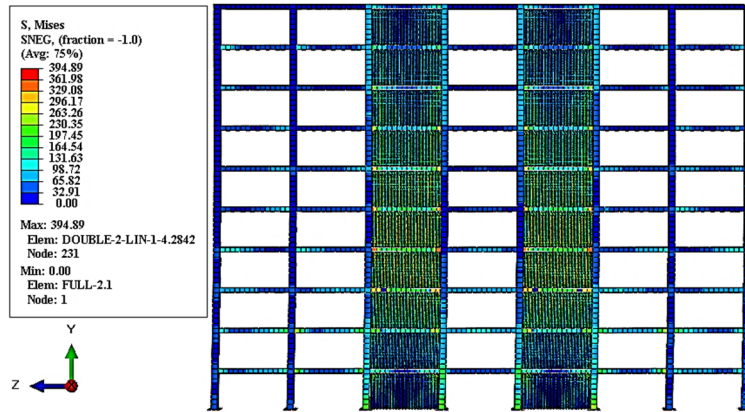 S, Mises
SNEG, (fraction = -1.0)
(Avg: 75%)
394.89
361.98
329.08
296.17
263.26
230.35
197.45
164.54
131.63
98.72
65.82
32.91
0.00
Max: 394.89
Elem: DOUBLE-2-LIN-1-4.2842
Node: 231
Min: 0.00
Elem: FULL-2.1
Node: 1
Y
Z